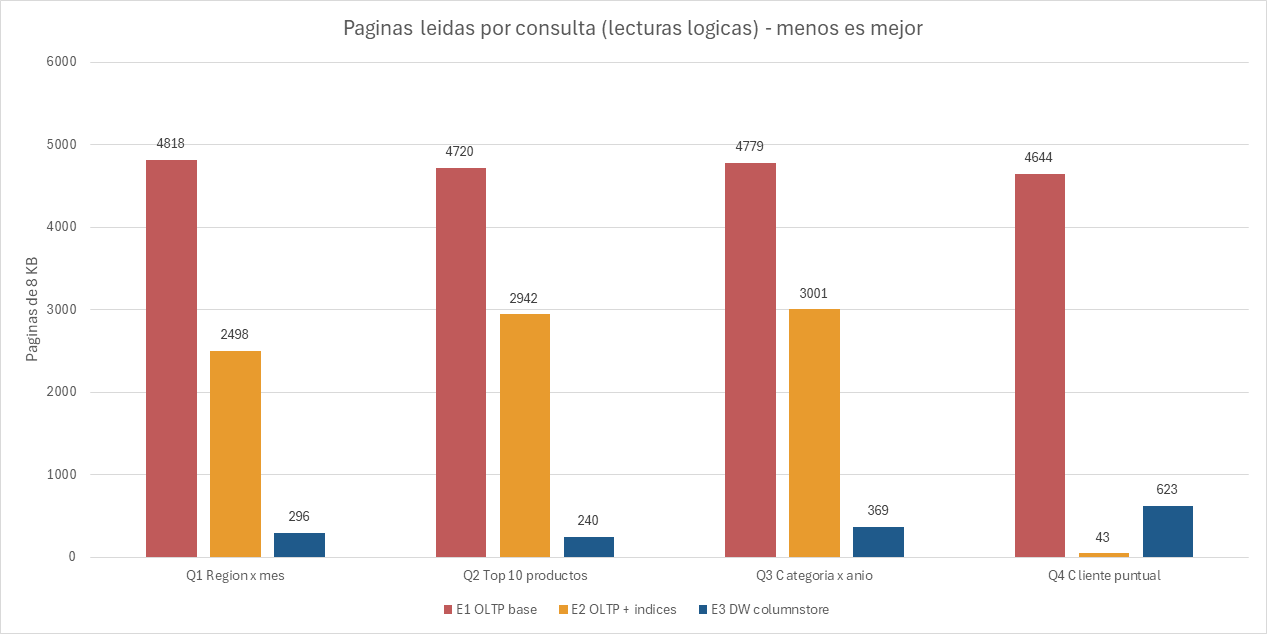 Paginas leidas por consulta (lecturas logicas) - menos es mejor
Paginas de 8 KB
6000
5000
4000
3000
2000
1000
0
4818
2498
296
4720
2942
240
4779
3001
369
4644
43
623
Q1 Region x mes
Q2 Top 10 productos
Q3 Categoria x anio
Q4 Cliente puntual
E1 OLTP base
E2 OLTP + indices
E3 DW columnstore